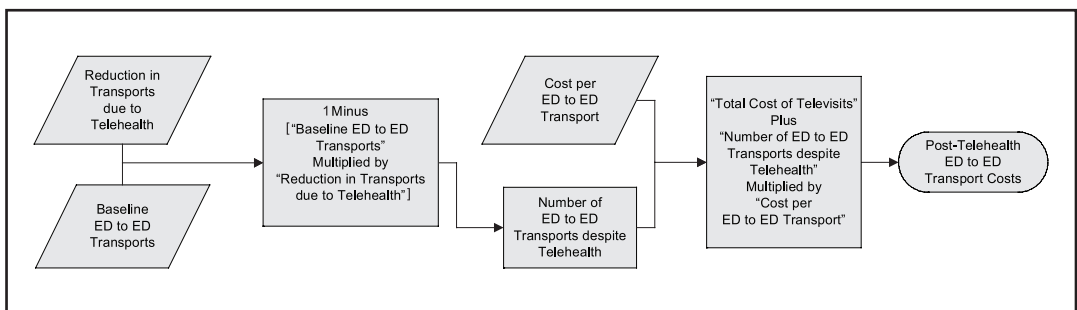 Reduction in
Transports
due to
Telehealth
Baseline
ED to ED
Transports
1 Minus
[“Baseline ED to ED
Transports”
Multiplied by
“Reduction in Transports
due to Telehealth”]
Cost per
ED to ED
Transport
Number of
ED to ED
Transports despite
Telehealth
“Total Cost of Televisits”
Plus
“Number of ED to ED
Transports despite
Telehealth”
Multiplied by
“Cost per
ED to ED Transport”
Post-Telehealth
ED to ED
Transport Costs